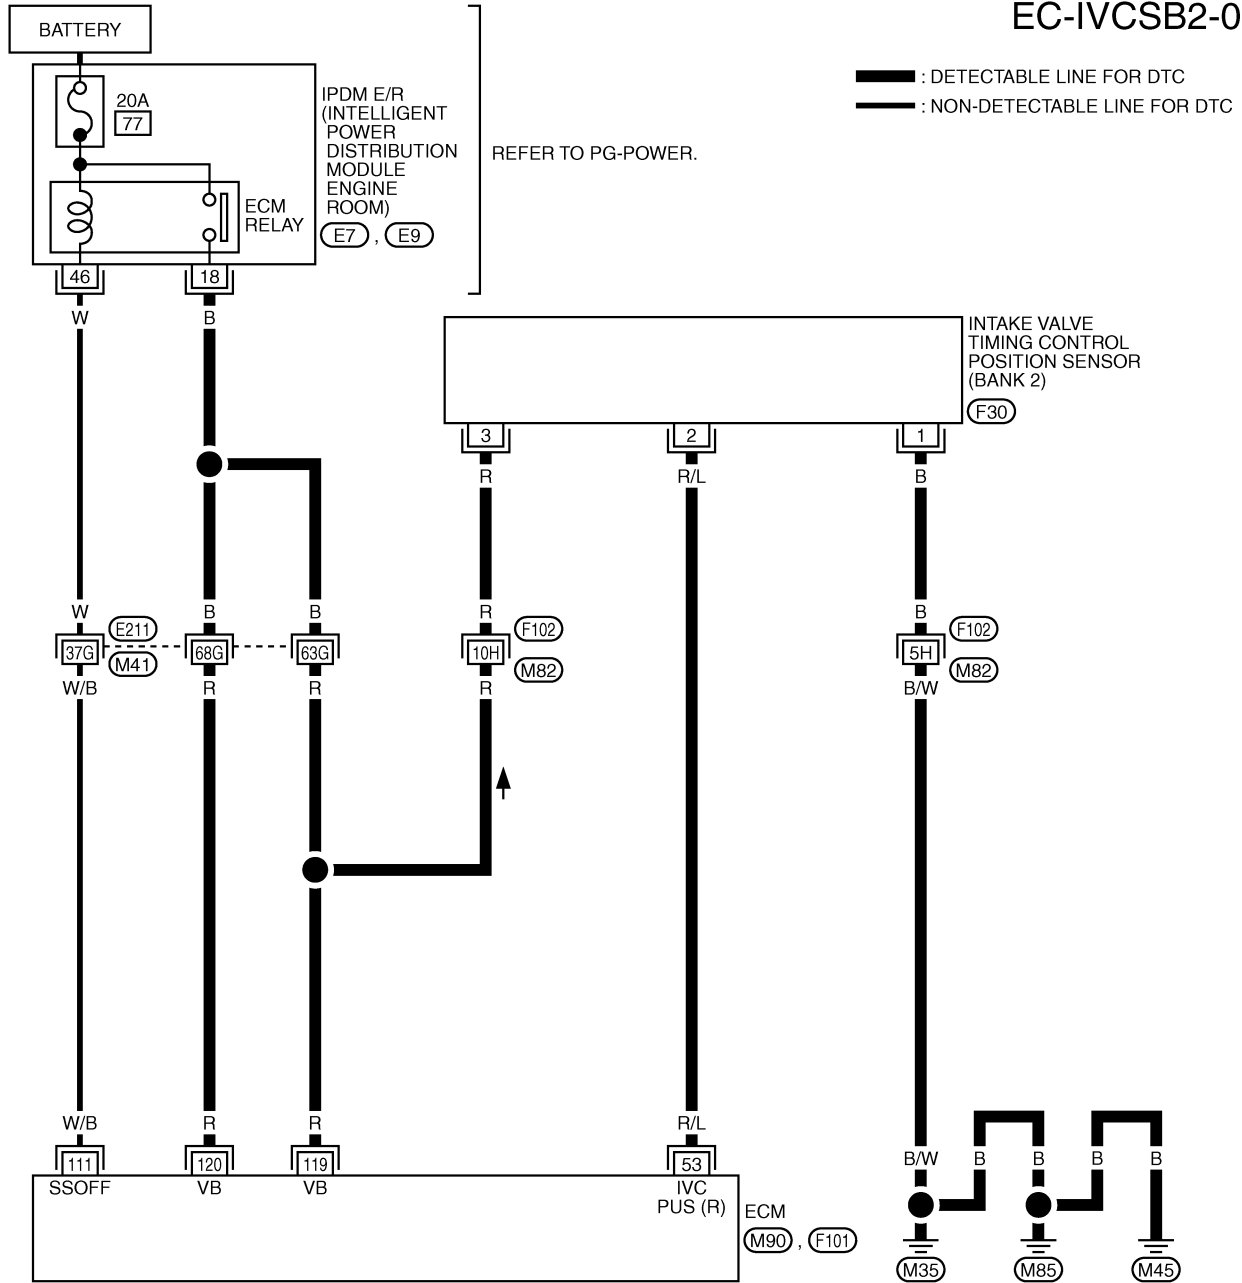 EC-IVCSB2-0
BATTERY
: DETECTABLE LINE FOR DTC
: NON-DETECTABLE LINE FOR DTC
20A
77
IPDM E/R
(INTELLIGENT
POWER
DISTRIBUTION
MODULE
ENGINE
ROOM)
E7 , E9
REFER TO PG-POWER.
ECM
RELAY
46
18
W
B
INTAKE VALVE
TIMING CONTROL
POSITION SENSOR
(BANK 2)
F30
3
2
1
R
R/L
B
W
B
B
R
B
E211
M41
F102
M82
F102
M82
37G
68G
63G
10H
5H
W/B
R
R
R
B/W
W/B
R
R
R/L
B/W
B
B
B
B
111
120
119
53
SSOFF
VB
VB
IVC
PUS (R)
ECM
M90 , F101
M35
M85
M45